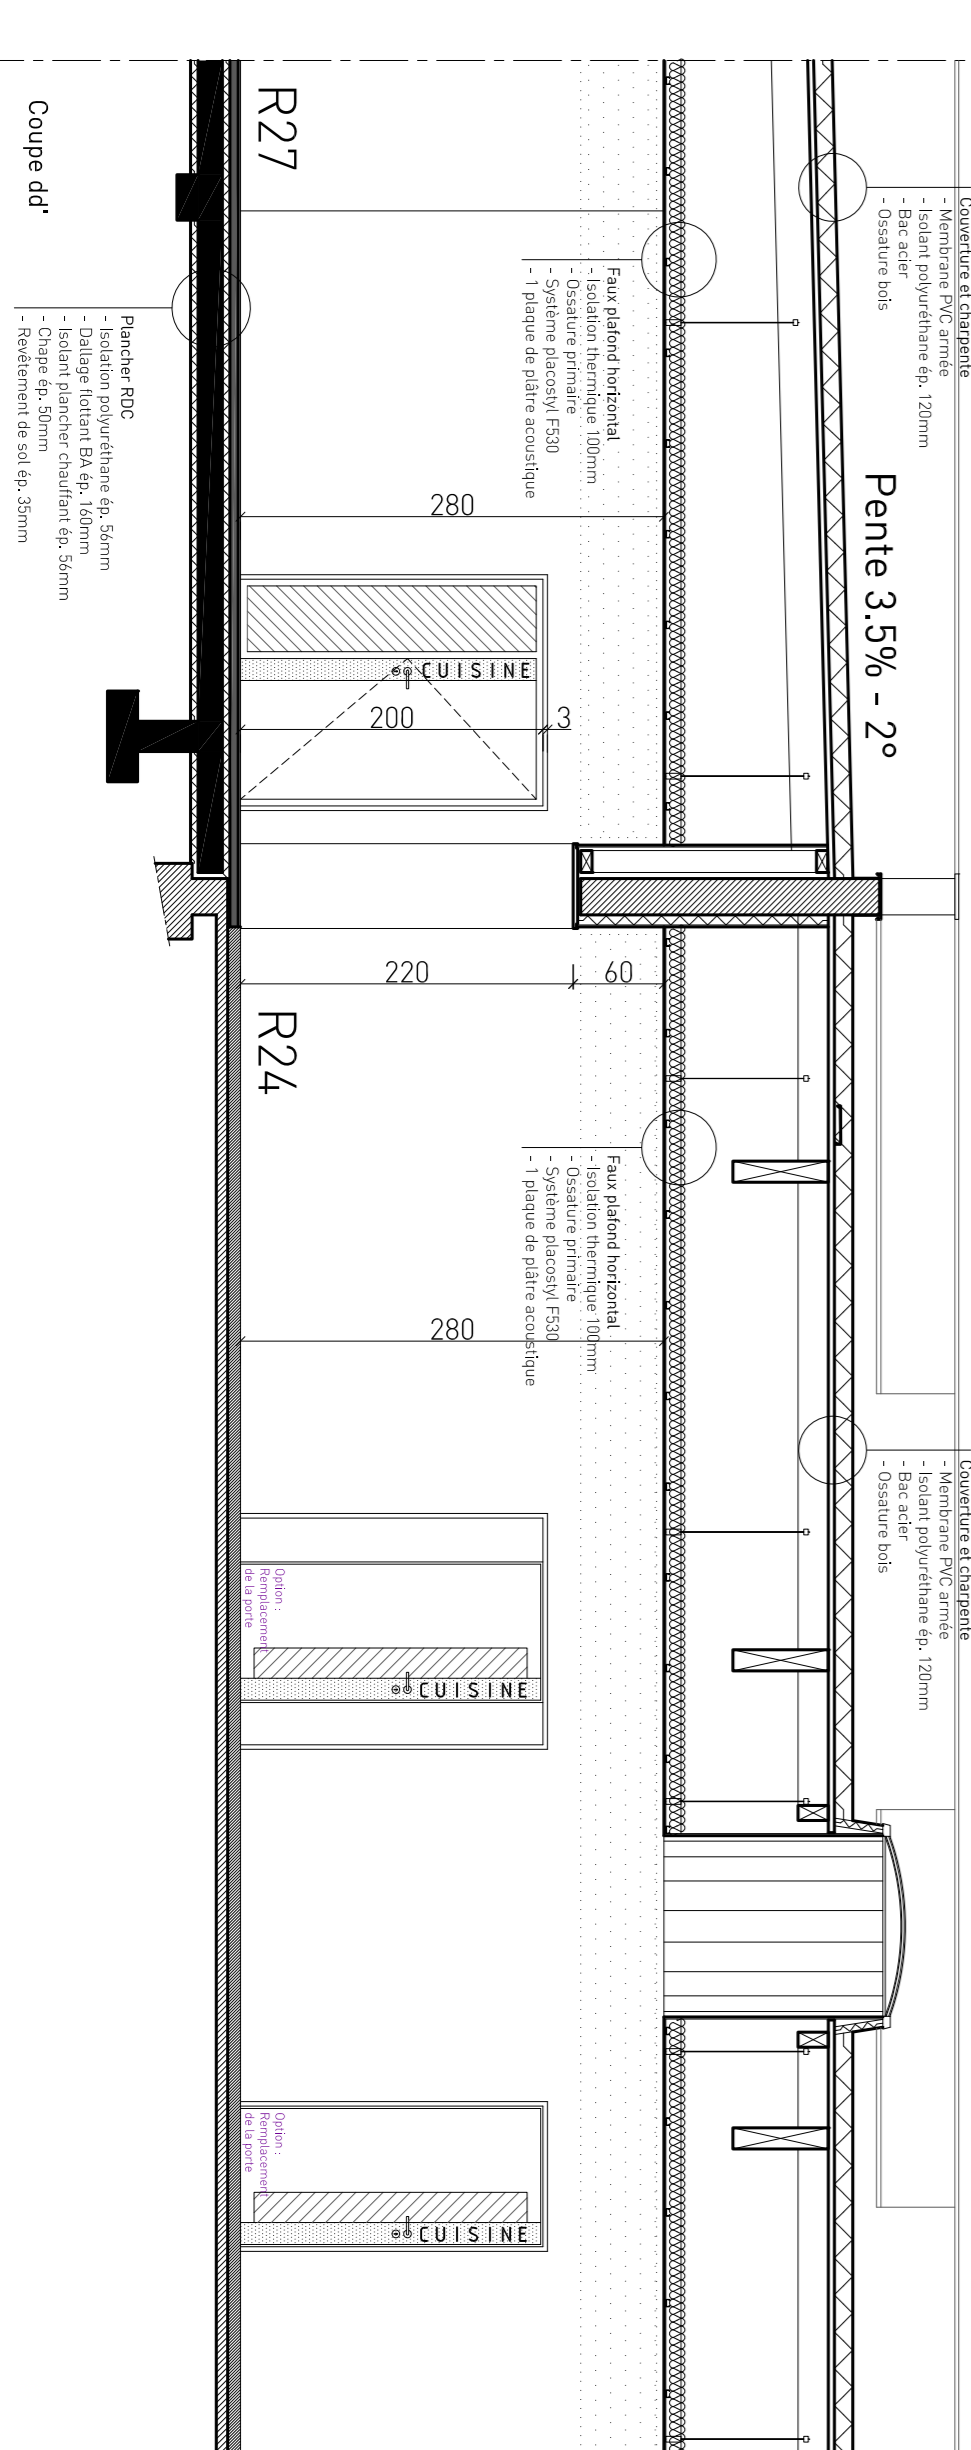 Couverture et charpente
- Membrane PVC armée
- Isolant polyuréthane ép. 120mm
- Bac acier
- Ossature bois
Pente 3.5% - 2°
Couverture et charpente
- Membrane PVC armée
- Isolant polyuréthane ép. 120mm
- Bac acier
- Ossature bois
Faux plafond horizontal
- Isolation thermique 100mm
- Ossature primaire
- Système placostyl F530
- 1 plaque de plâtre acoustique
Faux plafond horizontal
- Isolation thermique 100mm
- Ossature primaire
- Système placostyl F530
- 1 plaque de plâtre acoustique
280
CUISINE
200
3
220
60
280
CUISINE
CUISINE
R27
R24
Option :
Remplacement
de la porte
Option :
Remplacement
de la porte
Plancher RDC
- Isolation polyuréthane ép. 56mm
- Dallage flottant BA ép. 160mm
- Isolant plancher chauffant ép. 56mm
- Chape ép. 50mm
- Revêtement de sol ép. 35mm
Coupe dd'